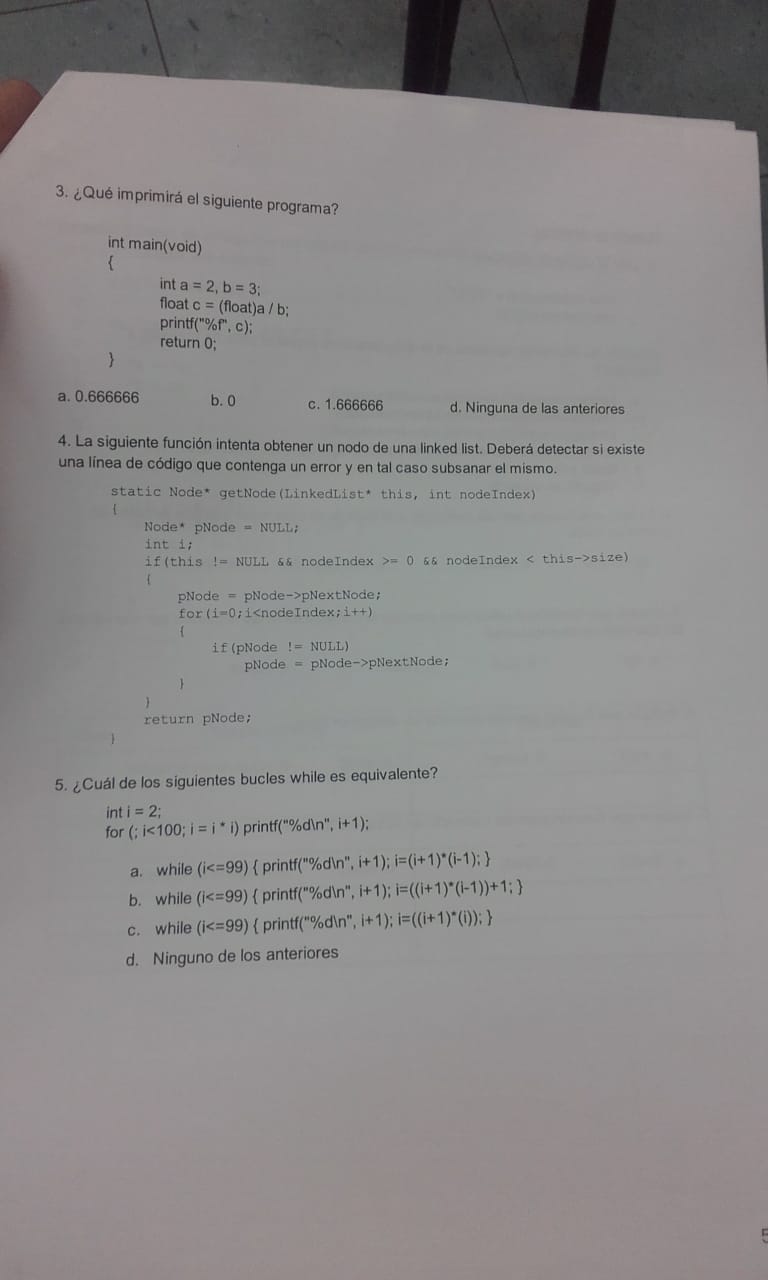 3. ¿Qué imprimirá el siguiente programa?
int main(void)
{
int a = 2, b = 3;
float c = (float)a / b;
printf("%f", c);
return 0;
}
a. 0.666666 b. 0 c. 1.666666 d. Ninguna de las anteriores
4. La siguiente función intenta obtener un nodo de una linked list. Deberá detectar si existe
una línea de código que contenga un error y en tal caso subsanar el mismo.
static Node* getNode(LinkedList* this, int nodeIndex)
{
Node* pNode = NULL;
int i;
if(this != NULL && nodeIndex >= 0 && nodeIndex < this->size)
{
pNode = pNode->pNextNode;
for(i=0;i<nodeIndex;i++)
{
if(pNode != NULL)
pNode = pNode->pNextNode;
}
}
return pNode;
}
5. ¿Cuál de los siguientes bucles while es equivalente?
int i = 2;
for (; i<100; i = i * i) printf("%d\n", i+1);
a. while (i<=99) { printf("%d\n", i+1); i=(i+1)*(i-1); }
b. while (i<=99) { printf("%d\n", i+1); i=((i+1)*(i-1))+1; }
c. while (i<=99) { printf("%d\n", i+1); i=((i+1)*(i)); }
d. Ninguno de los anteriores
5